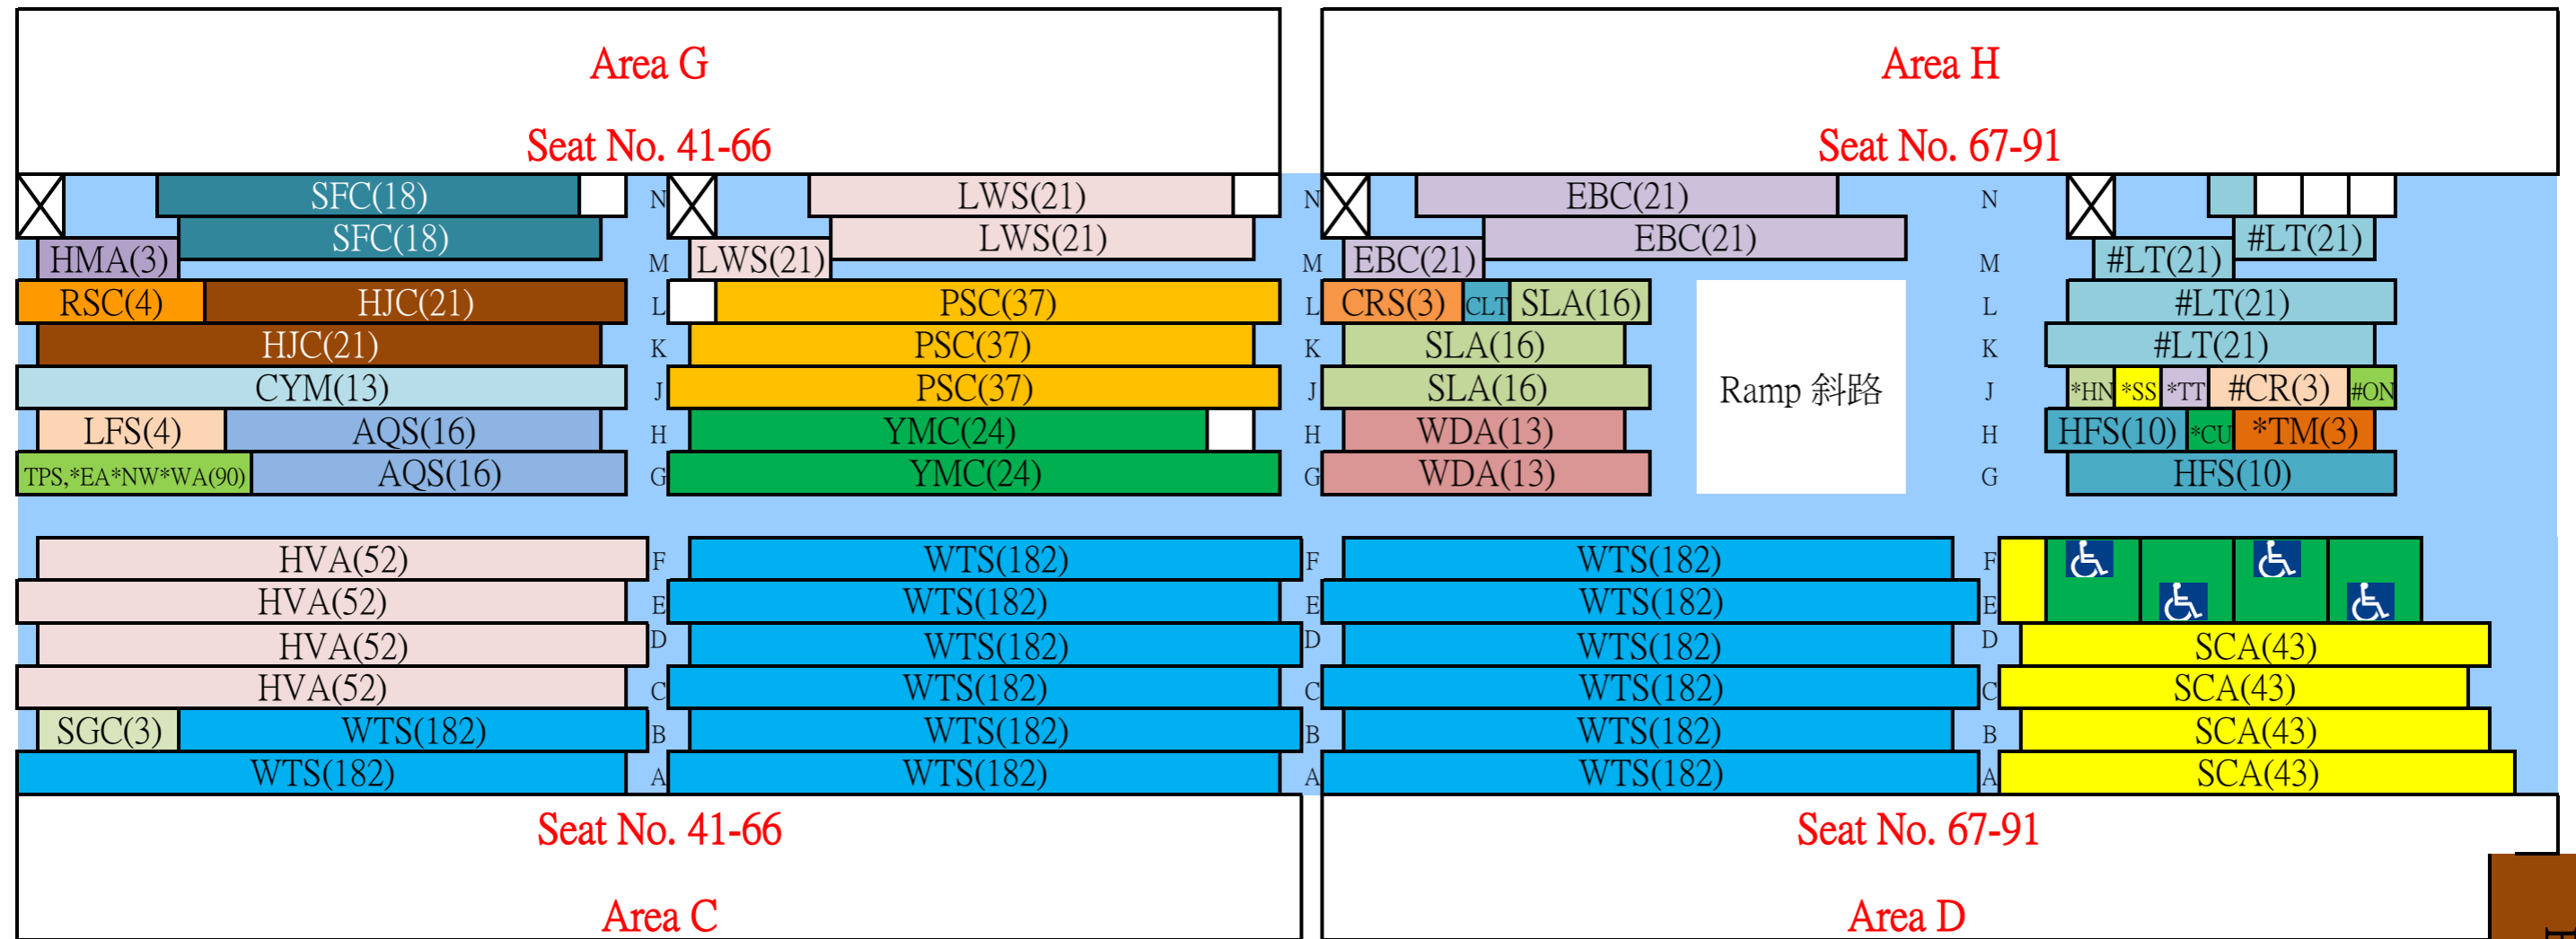 Area G Area H
Seat No. 41-66 Seat No. 67-91
SFC(18) N LWS(21) N EBC(21) N
SFC(18) LWS(21) EBC(21) #LT(21)
HMA(3) M LWS(21) M EBC(21) M #LT(21)
RSC(4) HJC(21) L PSC(37) L CRS(3) CLT SLA(16) L #LT(21)
HJC(21) K PSC(37) K SLA(16) K #LT(21)
CYM(13) J PSC(37) J SLA(16) Ramp 斜路 J *HN *SS *TT #CR(3) #ON
LFS(4) AQS(16) H YMC(24) H WDA(13) H HFS(10) *CU *TM(3)
TPS,*EA*NW*WA(90) AQS(16) G YMC(24) G WDA(13) G HFS(10)
HVA(52) F WTS(182) F WTS(182) F
HVA(52) E WTS(182) E WTS(182) E
HVA(52) D WTS(182) D WTS(182) D SCA(43)
HVA(52) C WTS(182) C WTS(182) C SCA(43)
SGC(3) WTS(182) B WTS(182) B WTS(182) B SCA(43)
WTS(182) A WTS(182) A WTS(182) A SCA(43)
Seat No. 41-66 Seat No. 67-91
Area C Area D